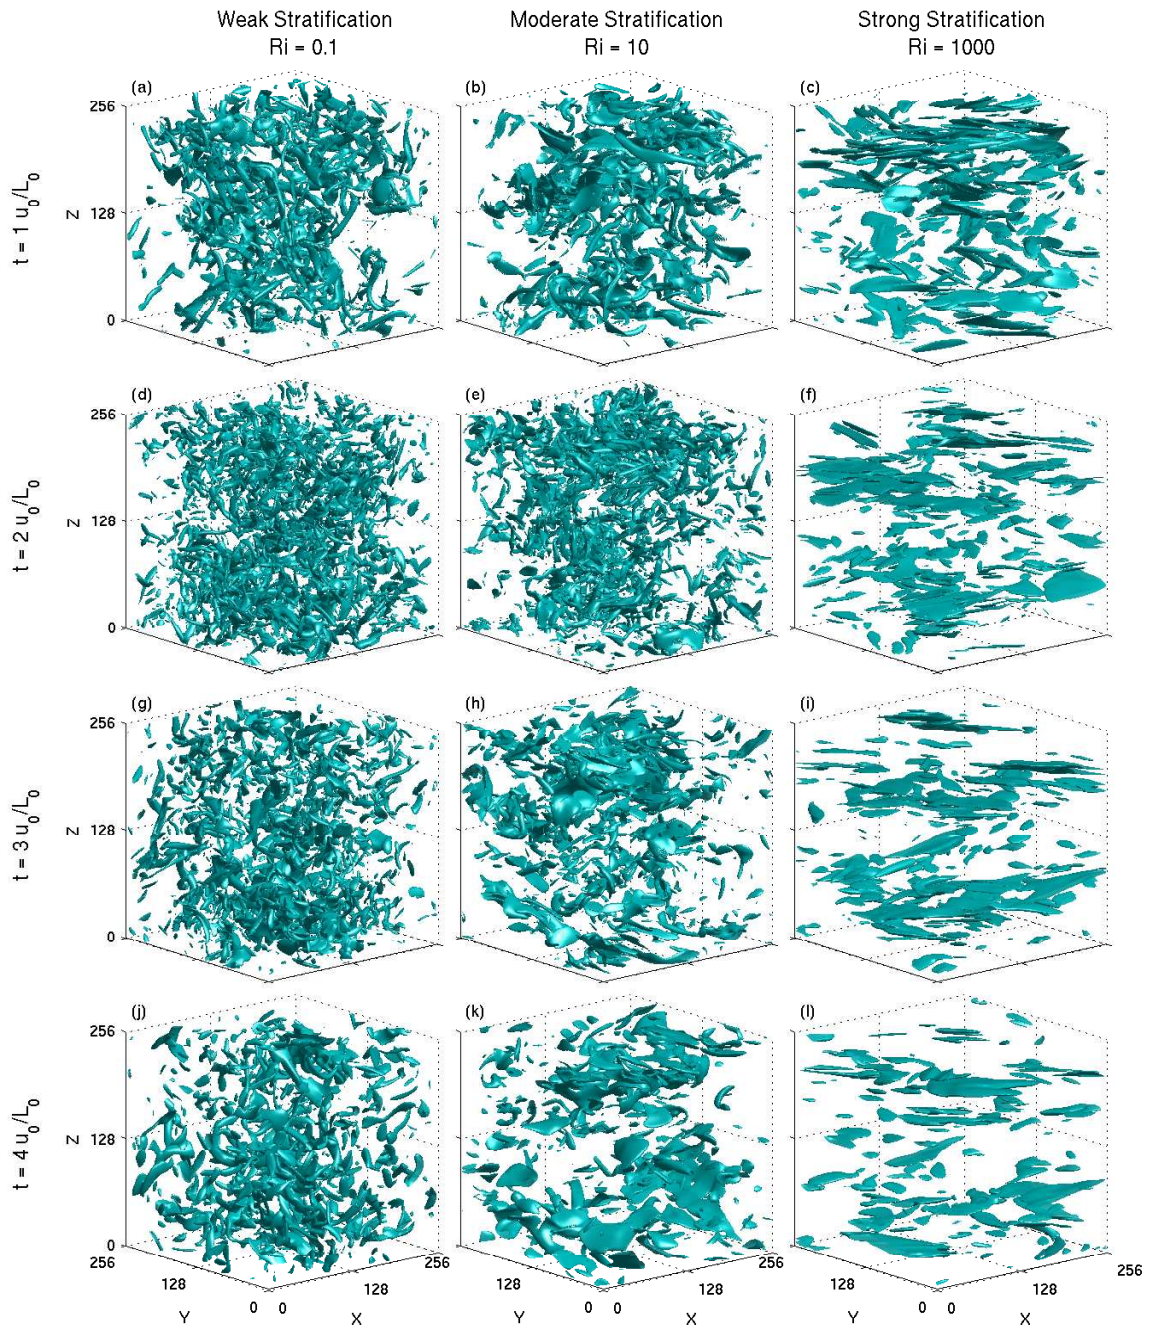 Weak Stratification
Ri = 0.1
Moderate Stratification
Ri = 10
Strong Stratification
Ri = 1000
t = 1 u0/L0
(a)
(b)
(c)
256
Z
128
0
t = 2 u0/L0
(d)
(e)
(f)
256
Z
128
0
t = 3 u0/L0
(g)
(h)
(i)
256
Z
128
0
t = 4 u0/L0
(j)
(k)
(l)
256
Z
128
0
256
128
0
Y
0
128
256
X
128
0
Y
0
128
256
X
128
0
Y
0
128
256
X